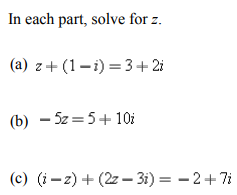 In each part, solve for z.
(a) z + (1 – i) = 3 + 2i
(b) – 5z = 5 + 10i
(c) (i – z) + (2z – 3i) = – 2 + 7i